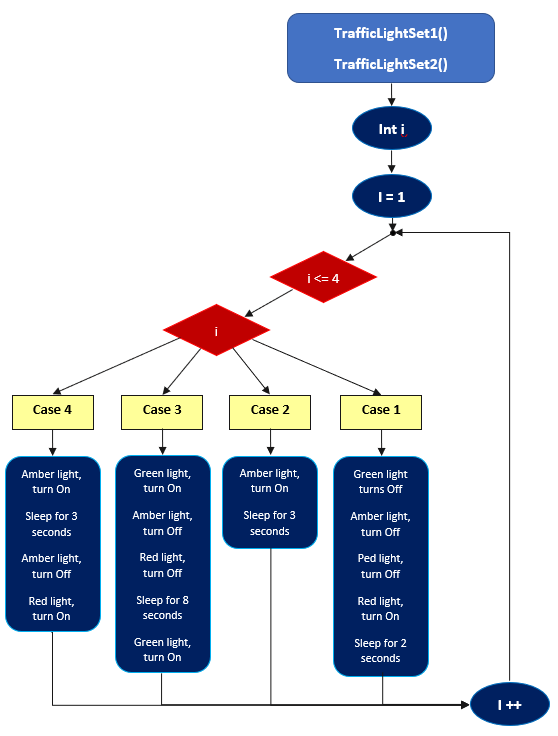 TrafficLightSet1()
TrafficLightSet2()
Int i
I = 1
i <= 4
i
Case 4
Case 3
Case 2
Case 1
Amber light,
turn On
Sleep for 3
seconds
Amber light,
turn Off
Red light,
turn On
Green light,
turn On
Amber light,
turn Off
Red light,
turn Off
Sleep for 8
seconds
Green light,
turn On
Amber light,
turn On
Sleep for 3
seconds
Green light
turns Off
Amber light,
turn Off
Ped light,
turn Off
Red light,
turn On
Sleep for 2
seconds
I ++